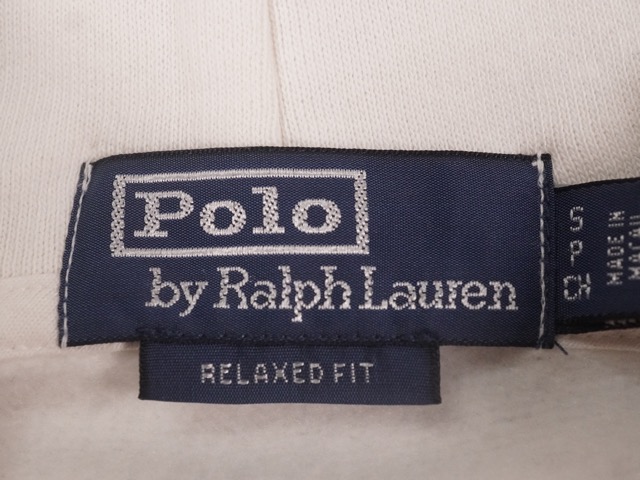 Polo
by Ralph Lauren
RELAXED FIT
S
P
CH
MADE IN